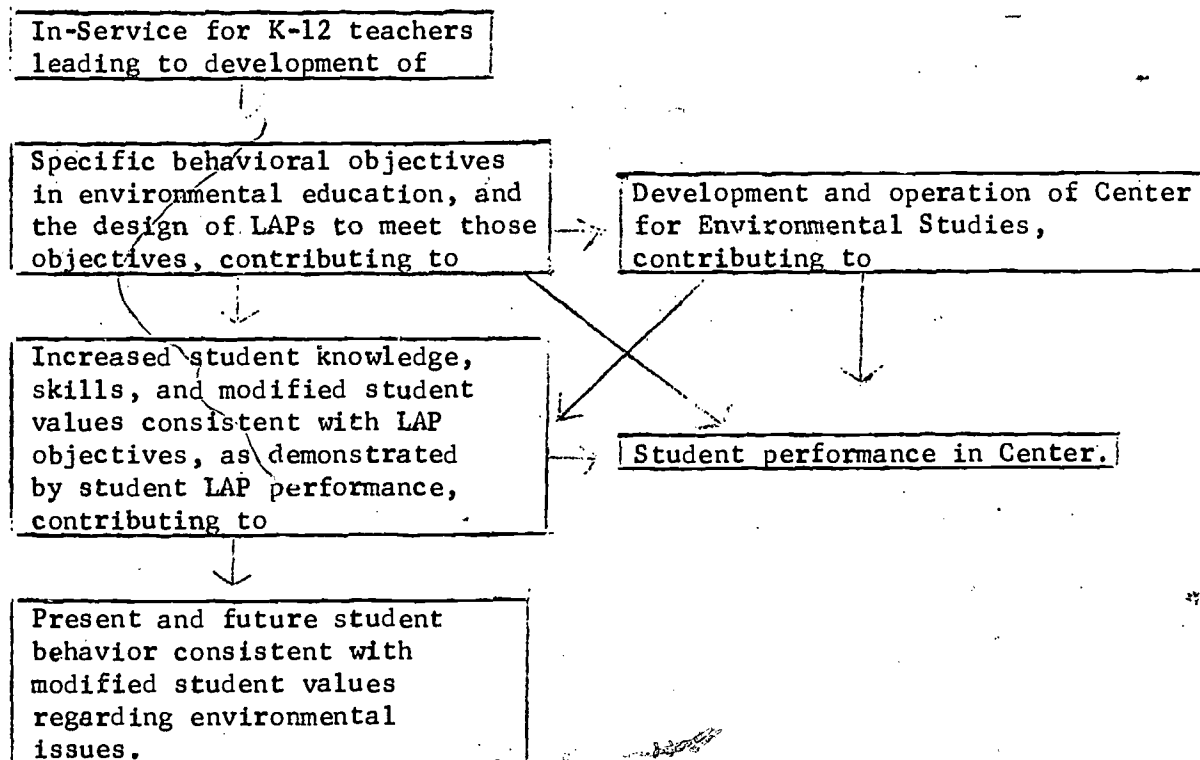 In-Service for K-12 teachers
leading to development of
Specific behavioral objectives
in environmental education, and
the design of LAPs to meet those
objectives, contributing to
Development and operation of Center
for Environmental Studies,
contributing to
Increased student knowledge,
skills, and modified student
values consistent with LAP
objectives, as demonstrated
by student LAP performance,
contributing to
Student performance in Center.
Present and future student
behavior consistent with
modified student values
regarding environmental
issues.